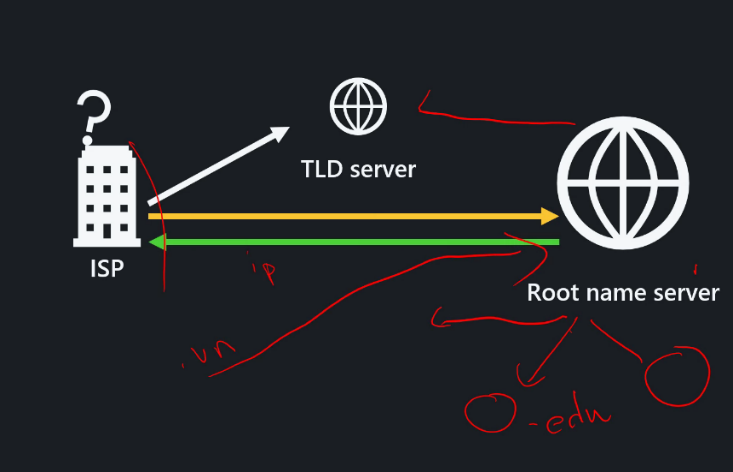 ?
TLD server
ISP
ip
Root name server
.vn
-edu